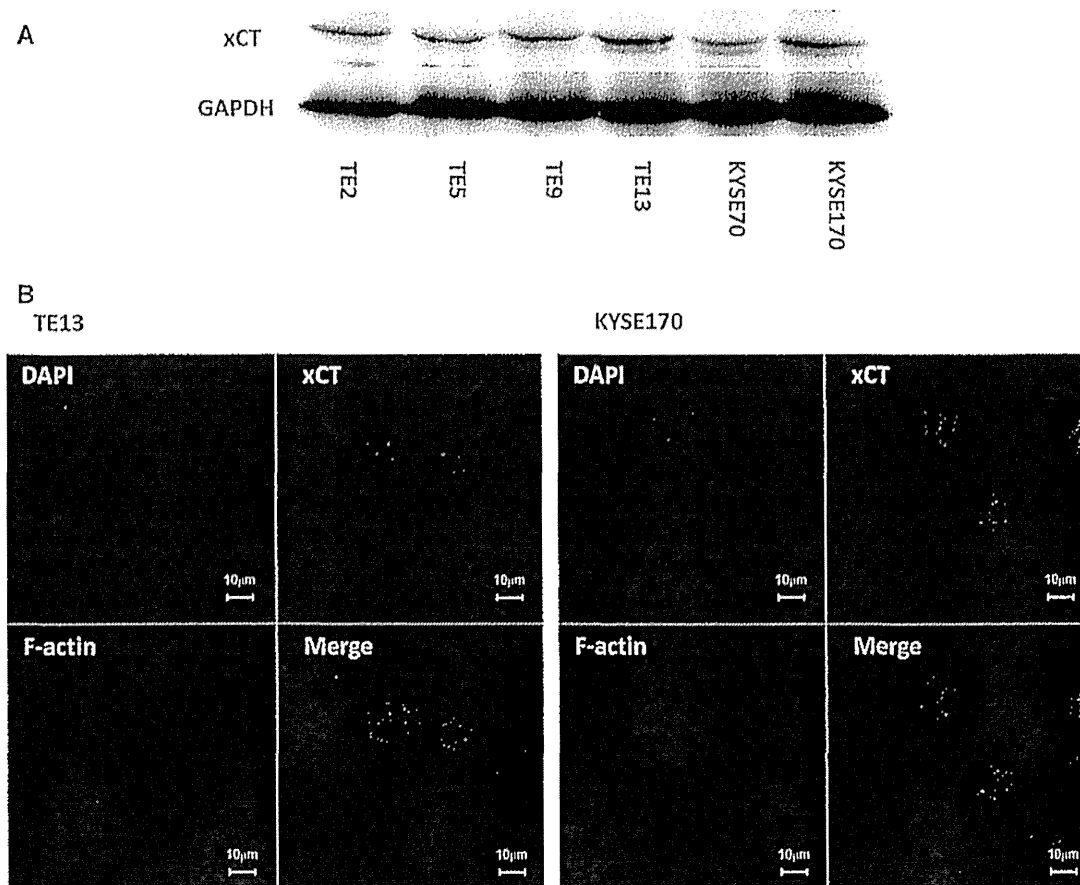 A
xCT
GAPDH
TE2
TE5
TE9
TE13
KYSE70
KYSE170
B
TE13
KYSE170
DAPI
xCT
DAPI
xCT
10μm
10μm
10μm
10μm
F-actin
Merge
F-actin
Merge
10μm
10μm
10μm
10μm